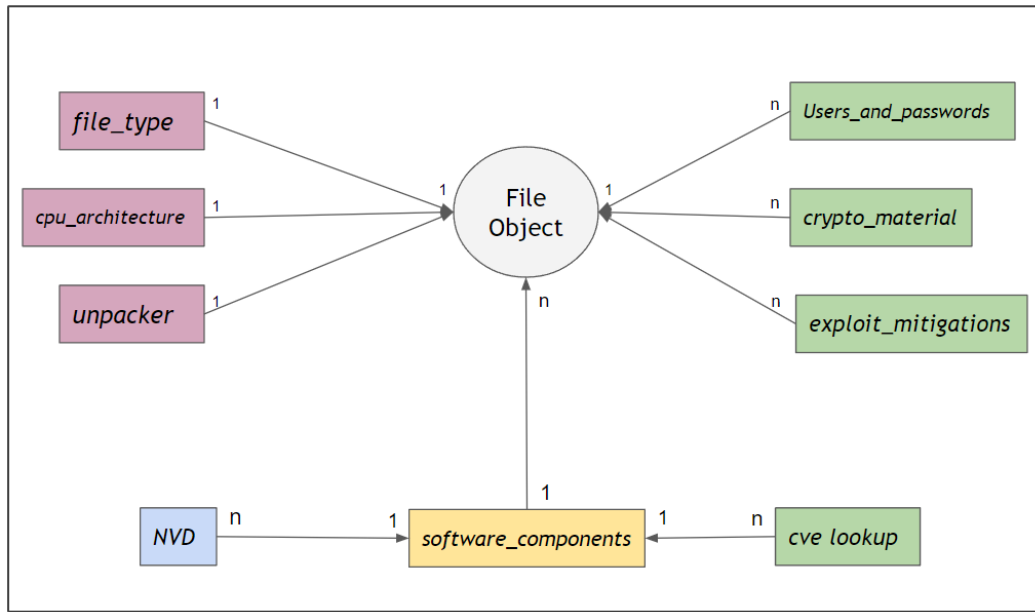 file_type
1
cpu_architecture
1
unpacker
1
1
File
Object
1
n
Users_and_passwords
n
crypto_material
n
exploit_mitigations
n
1
NVD
n
1
software_components
1
n
cve lookup